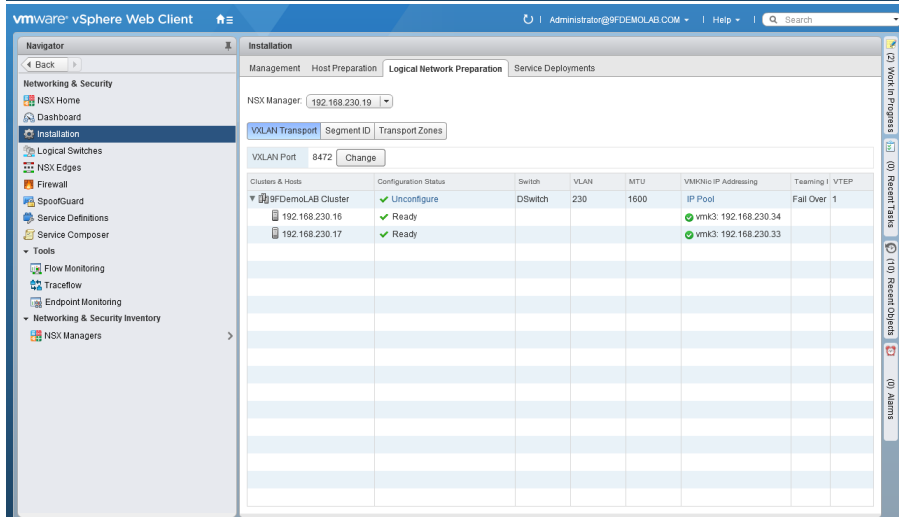 vmware® vSphere Web Client
Administrator@9FDEMOLAB.COM | Help | Search
Navigator
Back
Networking & Security
NSX Home
Dashboard
Installation
Logical Switches
NSX Edges
Firewall
SpoofGuard
Service Definitions
Service Composer
Tools
Flow Monitoring
Traceflow
Endpoint Monitoring
Networking & Security Inventory
NSX Managers
Installation
Management Host Preparation Logical Network Preparation Service Deployments
NSX Manager: 192.168.230.19
VXLAN Transport Segment ID Transport Zones
VXLAN Port 8472 Change
Clusters & Hosts Configuration Status Switch VLAN MTU VMKNic IP Addressing Teaming VTEP
9FDemoLAB Cluster Unconfigure DSwitch 230 1600 IP Pool Fail Over 1
192.168.230.16 Ready vmk3: 192.168.230.34
192.168.230.17 Ready vmk3: 192.168.230.33
(2) Work In Progress
(0) Recent Tasks
(10) Recent Objects
(0) Alarms